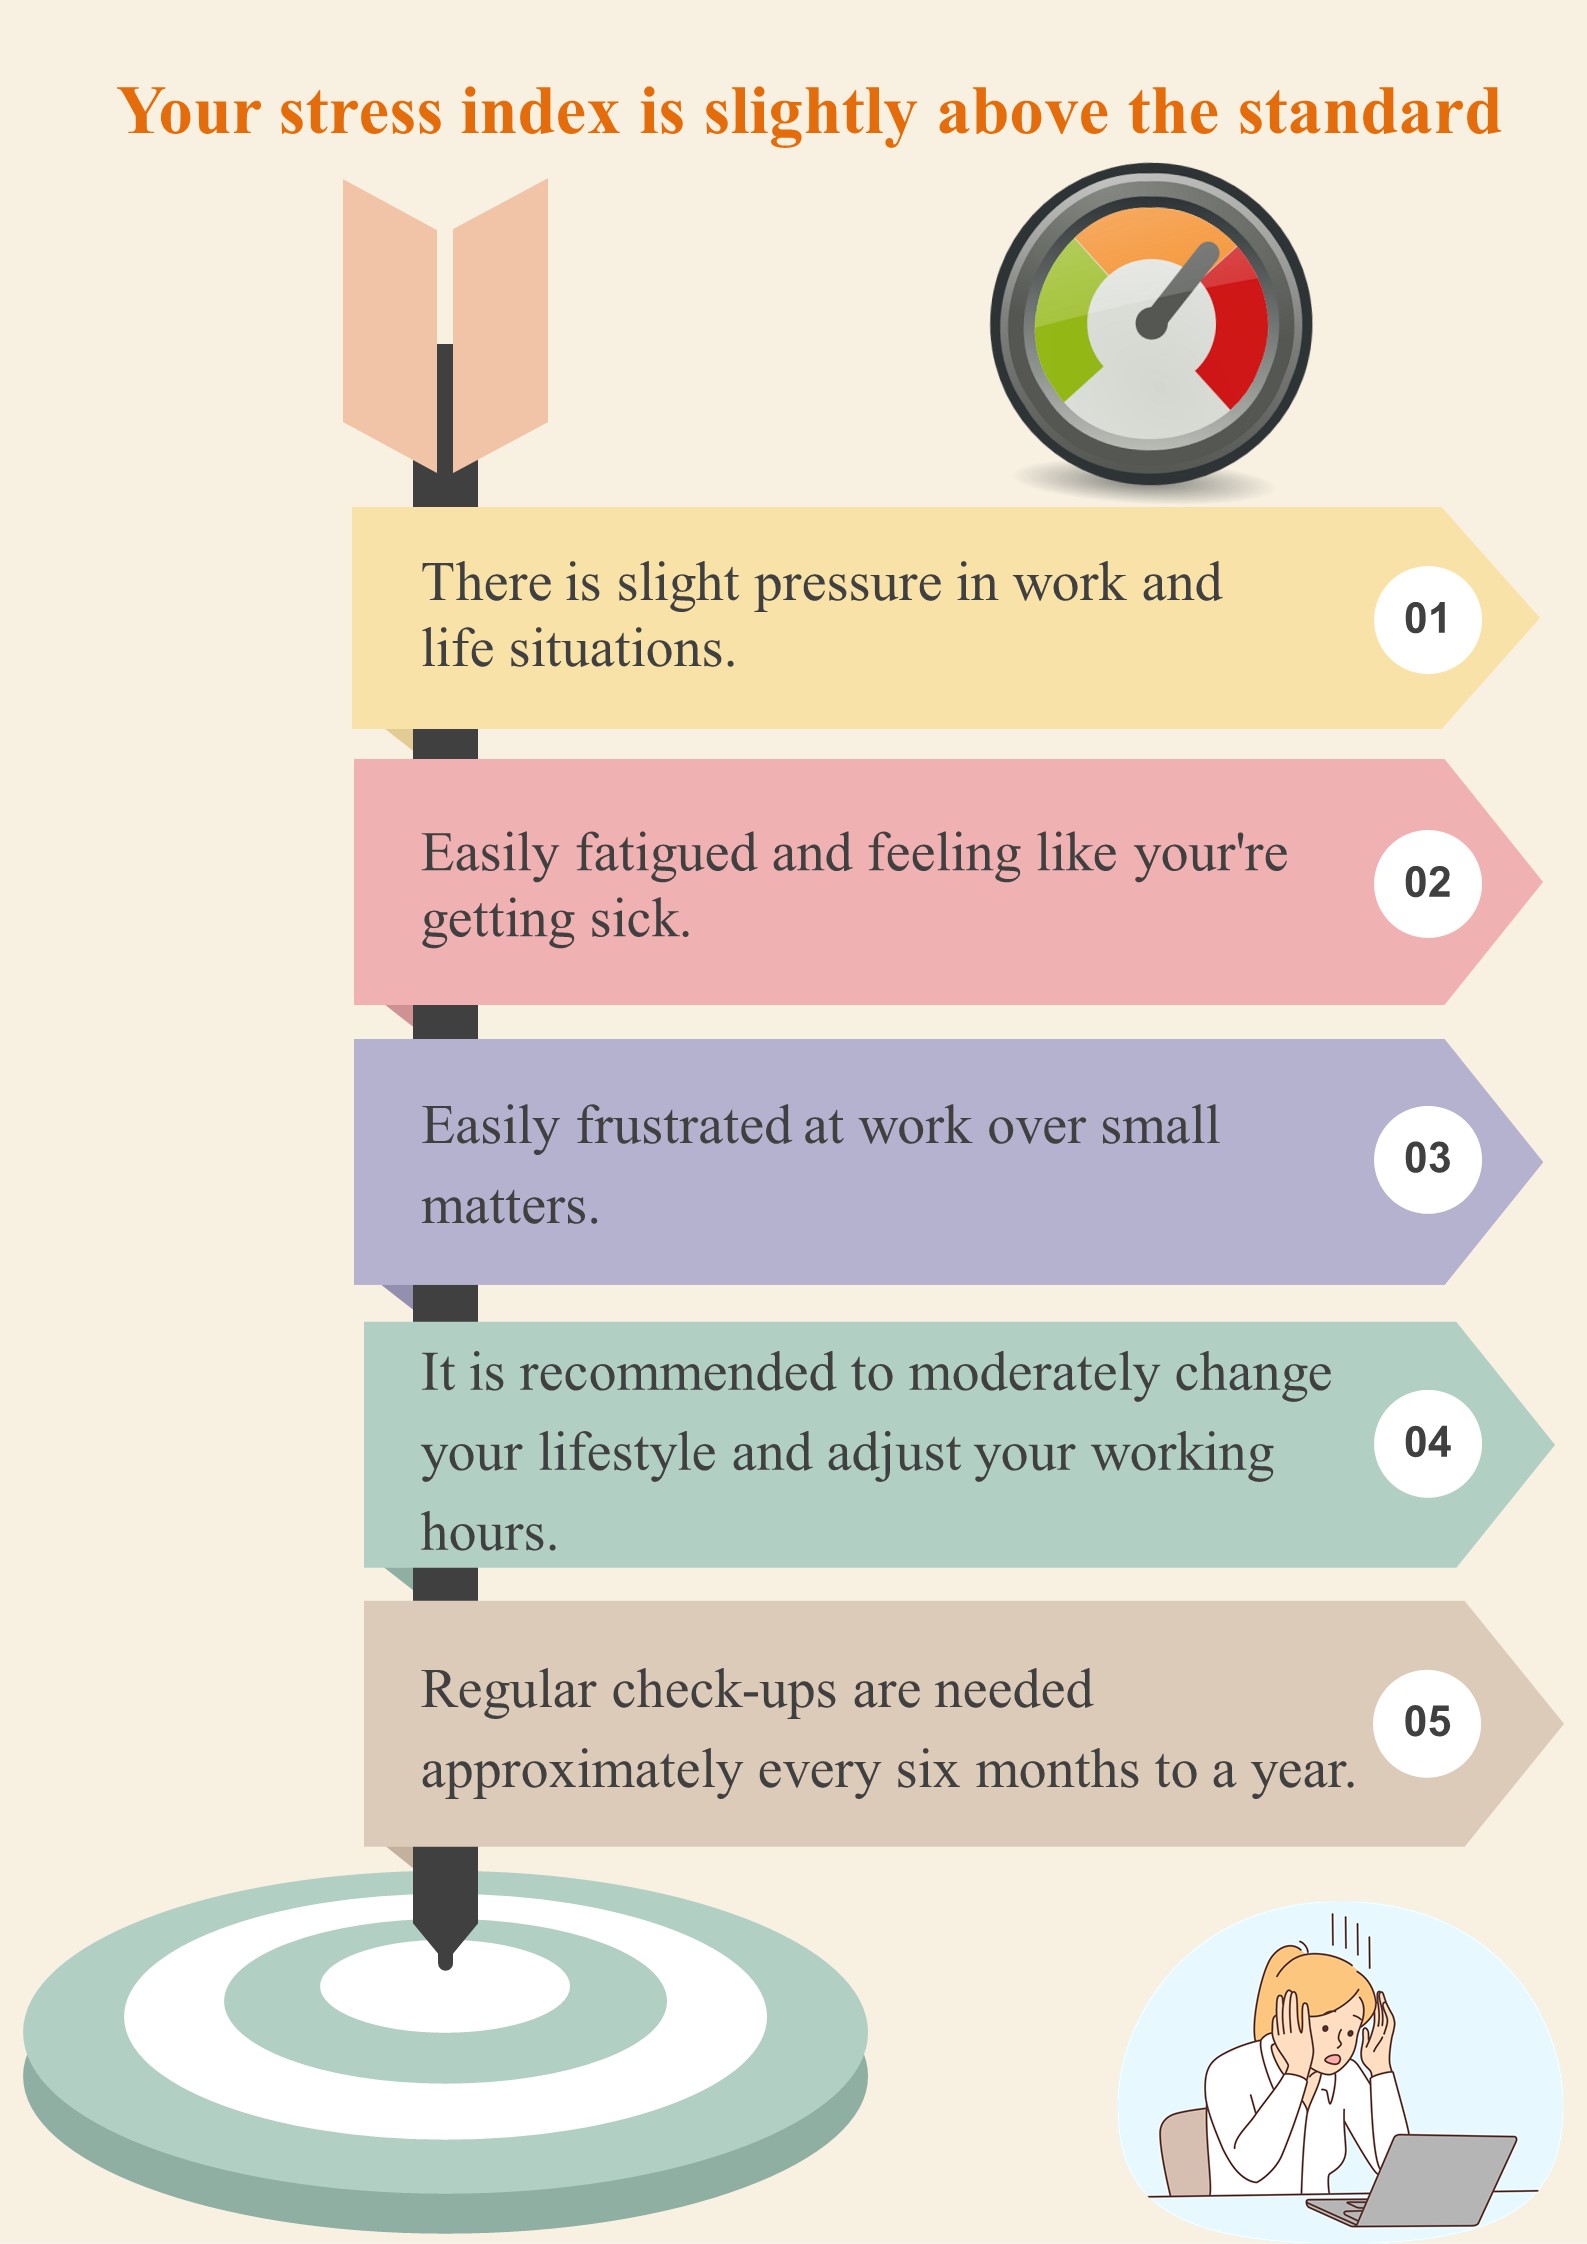 Your stress index is slightly above the standard
There is slight pressure in work and
life situations.
01
Easily fatigued and feeling like your're
getting sick.
02
Easily frustrated at work over small
matters.
03
It is recommended to moderately change
your lifestyle and adjust your working
hours.
04
Regular check-ups are needed
approximately every six months to a year.
05